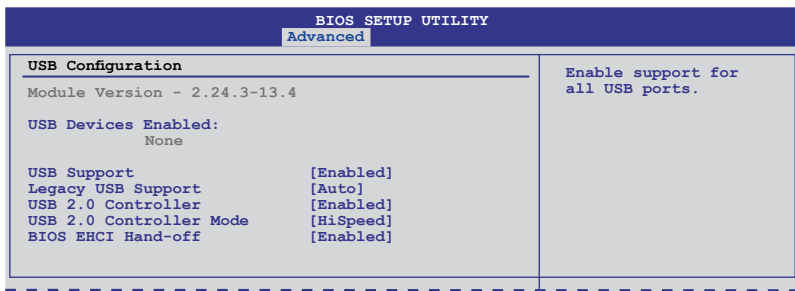 BIOS SETUP UTILITY
Advanced
USB Configuration
Module Version - 2.24.3-13.4
USB Devices Enabled:
None
USB Support [Enabled]
Legacy USB Support [Auto]
USB 2.0 Controller [Enabled]
USB 2.0 Controller Mode [HiSpeed]
BIOS EHCI Hand-off [Enabled]
Enable support for
all USB ports.